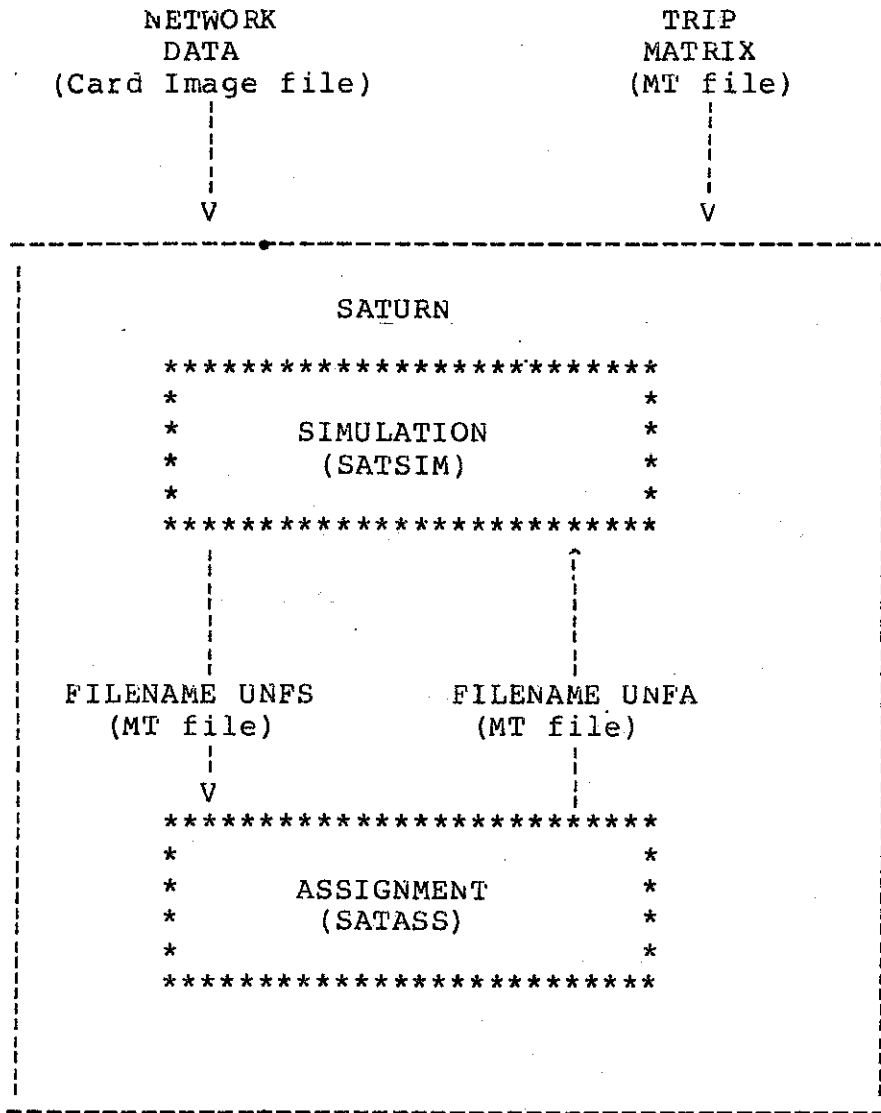 NETWORK TRIP
DATA MATRIX
(Card Image file) (MT file)
SATURN
SIMULATION
(SATSIM)
FILENAME UNFS FILENAME UNFA
(MT file) (MT file)
ASSIGNMENT
(SATASS)